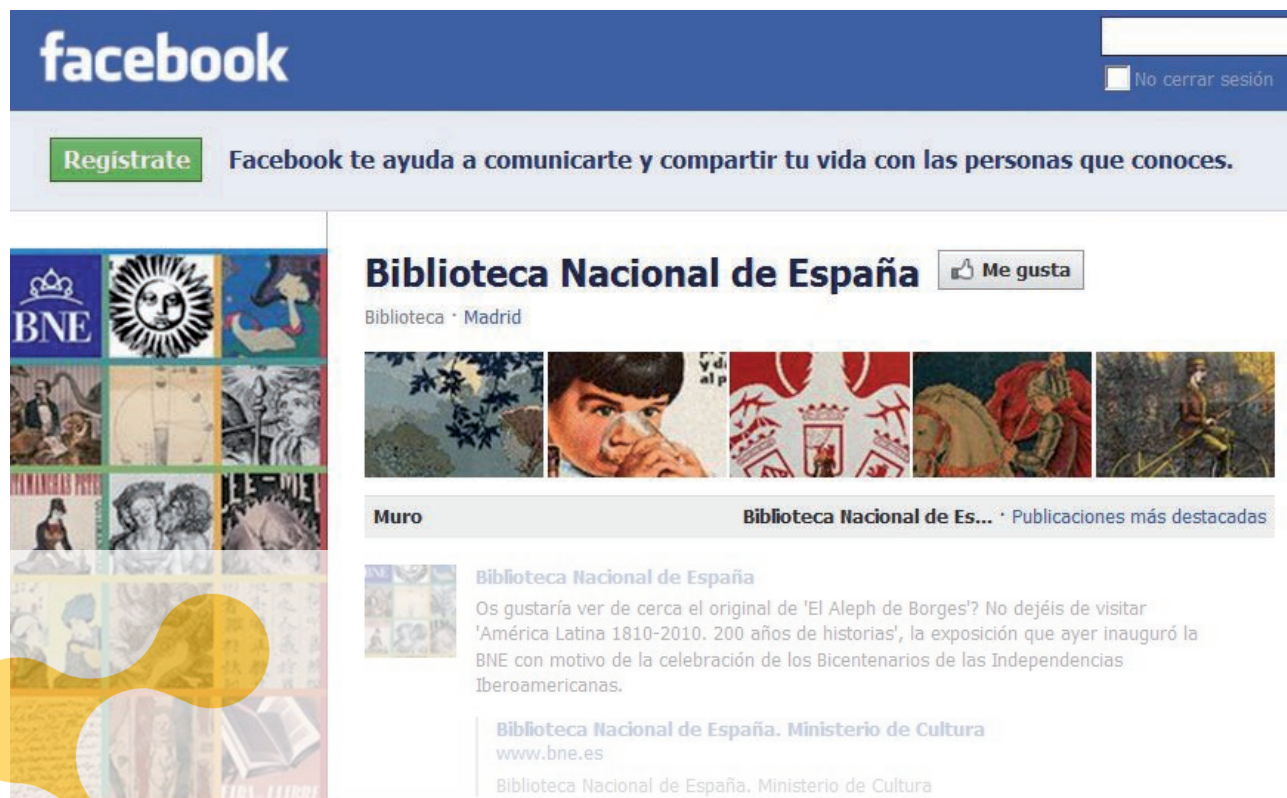 facebook
No cerrar sesión
Regístrate
Facebook te ayuda a comunicarte y compartir tu vida con las personas que conoces.
BNE
Biblioteca Nacional de España
Me gusta
Biblioteca · Madrid
y d
al p
Muro
Biblioteca Nacional de Es... · Publicaciones más destacadas
Biblioteca Nacional de España
Os gustaría ver de cerca el original de 'El Aleph de Borges'? No dejéis de visitar
'América Latina 1810-2010. 200 años de historias', la exposición que ayer inauguró la
BNE con motivo de la celebración de los Bicentenarios de las Independencias
Iberoamericanas.
Biblioteca Nacional de España. Ministerio de Cultura
www.bne.es
Biblioteca Nacional de España. Ministerio de Cultura